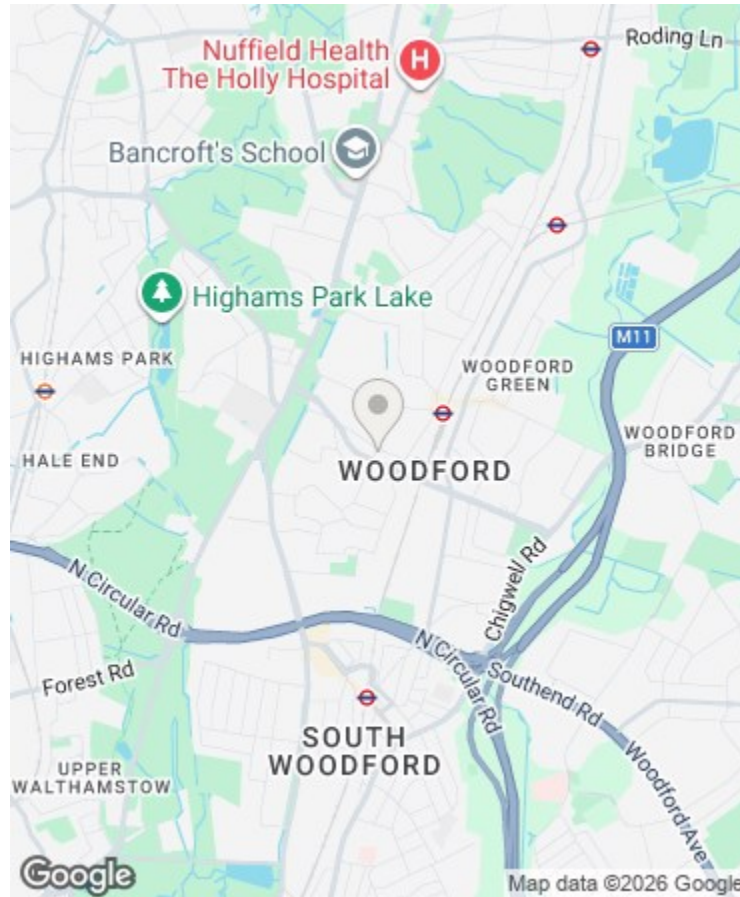 Roding Ln
Nuffield Health
The Holly Hospital
H
Bancroft's School
Highams Park Lake
M11
HIGHAMS PARK
WOODFORD
GREEN
WOODFORD
BRIDGE
HALE END
WOODFORD
Chigwell Rd
N Circular Rd
N Circular Rd
Southend Rd
Forest Rd
SOUTH
WOODFORD
Woodford Ave
UPPER
WALTHAMSTOW
Google
Map data ©2026 Google